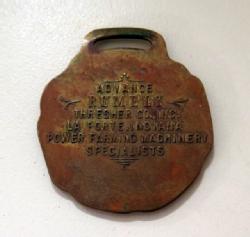 ADVANCE
RUMELY
THRESHER CO. INC.
LA PORTE, INDIANA
POWER FARMING MACHINERY
SPECIALISTS